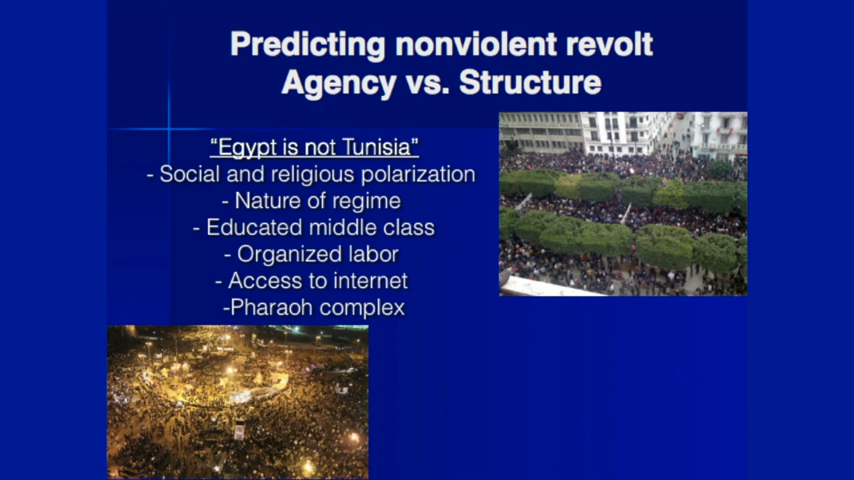 Predicting nonviolent revolt
Agency vs. Structure
“Egypt is not Tunisia”
- Social and religious polarization
- Nature of regime
- Educated middle class
- Organized labor
- Access to internet
-Pharaoh complex